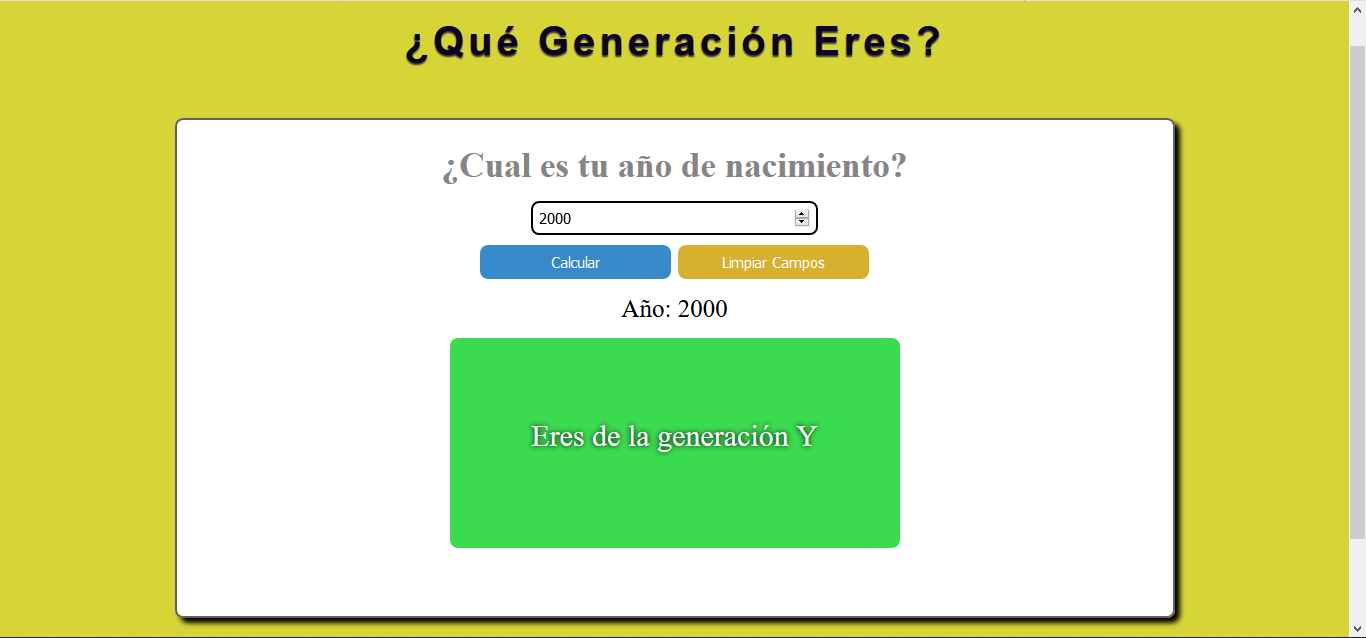 ¿Qué Generación Eres?
¿Cual es tu año de nacimiento?
2000
Calcular Limpiar Campos
Año: 2000
Eres de la generación Y